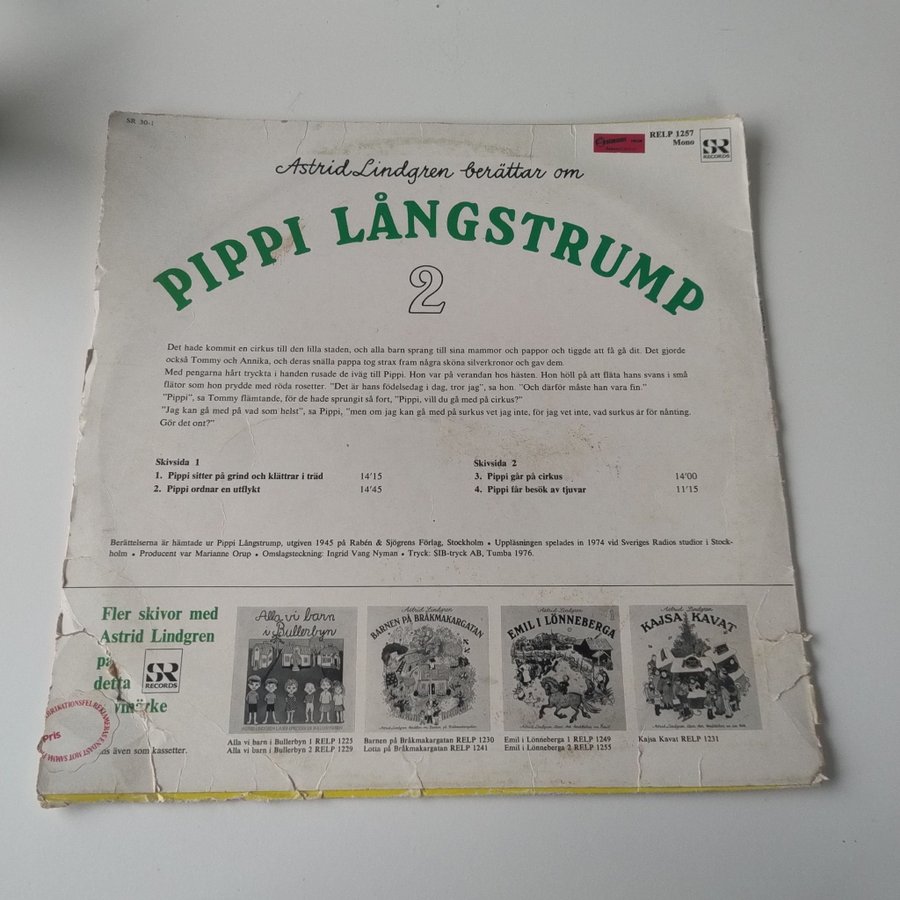 SR 30-1
RELP 1257
Mono
SR
RECORDS
Astrid Lindgren berättar om
PIPPI LÅNGSTRUMP
2
Det hade kommit en cirkus till den lilla staden, och alla barn sprang till sina mammor och pappor och tiggde att få gå dit. Det gjorde
också Tommy och Annika, och deras snälla pappa tog strax fram några sköna silverkronor och gav dem.
Med pengarna hårt tryckta i handen rusade de iväg till Pippi. Hon var på verandan hos hästen. Hon höll på att fläta hans svans i små
flätor som hon prydde med röda rosetter. "Det är hans födelsedag i dag, tror jag", sa hon. "Och därför måste han vara fin."
"Pippi", sa Tommy flämtande, för de hade sprungit så fort, "Pippi, vill du gå med på cirkus?"
"Jag kan gå med på vad som helst", sa Pippi, "men om jag kan gå med på surkus vet jag inte, för jag vet inte, vad surkus är för nånting.
Gör det ont?"
Skivsida 1
1. Pippi sitter på grind och klättrar i träd 14'15
2. Pippi ordnar en utflykt 14'45
Skivsida 2
3. Pippi går på cirkus 14'00
4. Pippi får besök av tjuvar 11'15
Berättelserna är hämtade ur Pippi Långstrump, utgiven 1945 på Rabén & Sjögrens Förlag, Stockholm • Uppläsningen spelades in 1974 vid Sveriges Radios studior i Stock-
holm • Producent var Marianne Orup • Omslagsteckning: Ingrid Vang Nyman • Tryck: SIB-tryck AB, Tumba 1976.
Fler skivor med
Astrid Lindgren
på
detta
märke
SR
RECORDS
Pris
även som kassetter.
Alla vi barn
i Bullerbyn
Alla vi barn i Bullerbyn 1 RELP 1225
Alla vi barn i Bullerbyn 2 RELP 1229
Astrid Lindgren
BARNEN PÅ BRÅKMAKARGATAN
Barnen på Bråkmakargatan RELP 1230
Lotta på Bråkmakargatan RELP 1241
Astrid Lindgren
EMIL I LÖNNEBERGA
Emil i Lönneberga 1 RELP 1249
Emil i Lönneberga 2 RELP 1255
Astrid Lindgren
KAJSA KAVAT
Kajsa Kavat RELP 1231